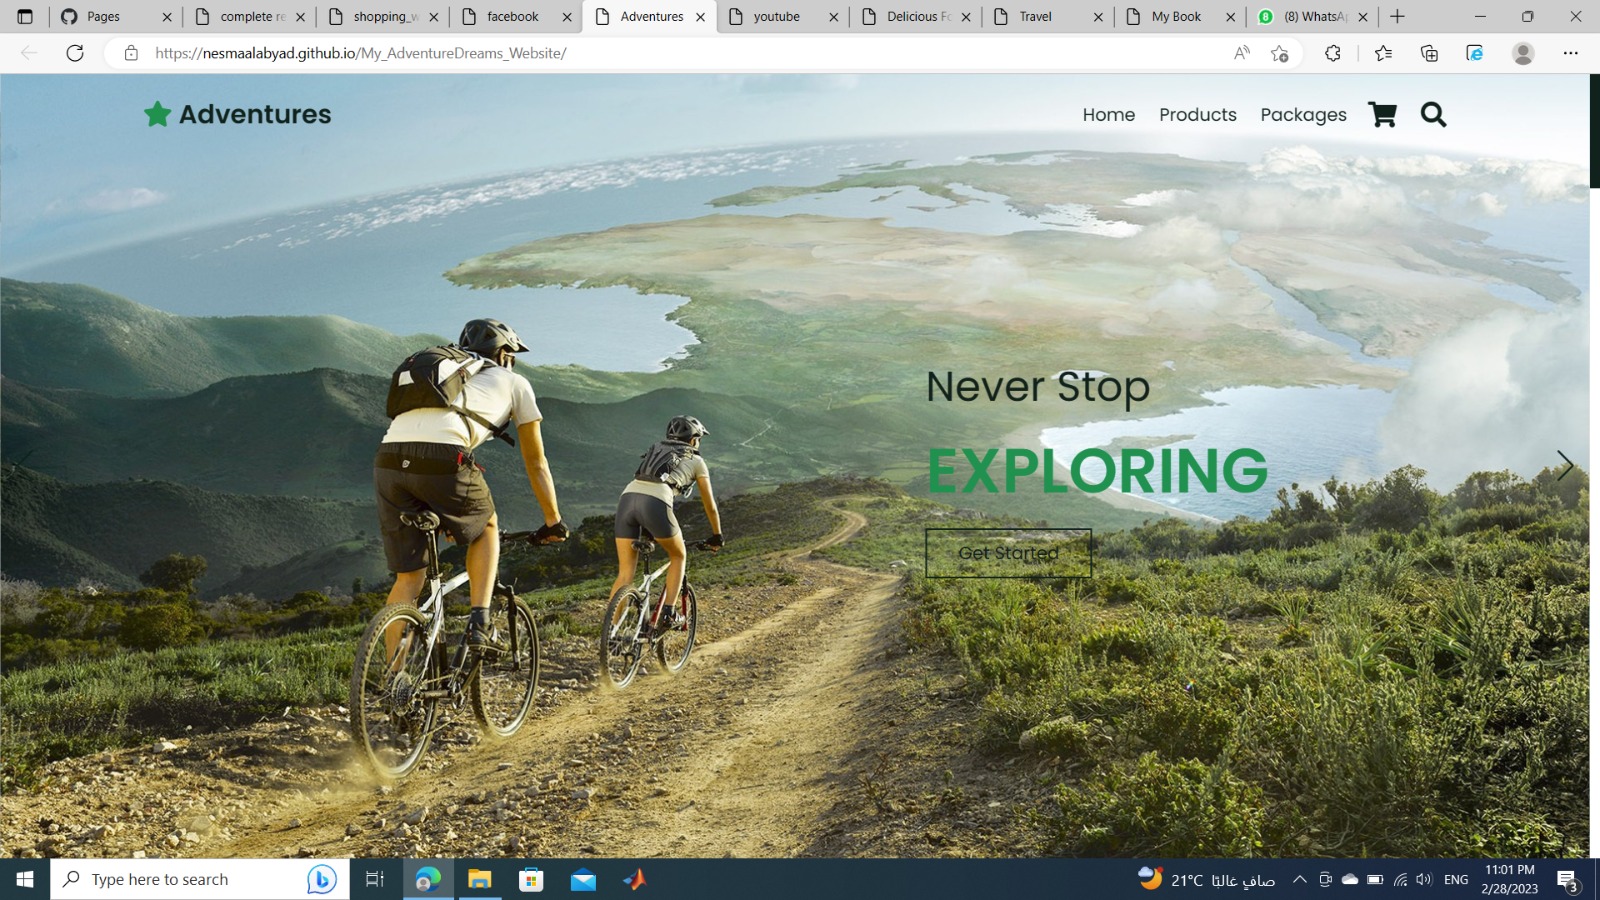 Pages
complete re
shopping_w
facebook
Adventures
youtube
Delicious Fo
Travel
My Book
(8) WhatsAp
https://nesmaalabyad.github.io/My_AdventureDreams_Website/
Adventures
Home Products Packages
Never Stop
EXPLORING
Get Started
Type here to search
21°C صافٍ غالبًا
ENG
11:01 PM
2/28/2023
3